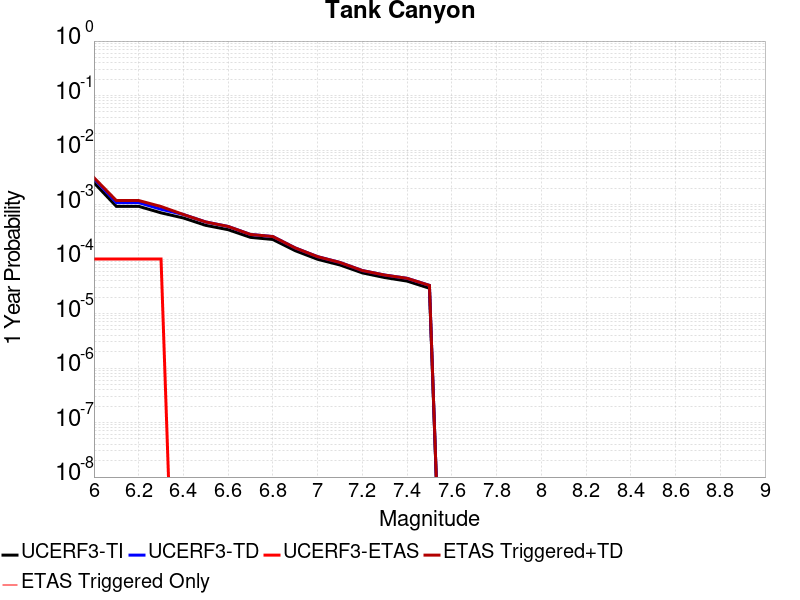 Tank Canyon
10 0
10 -1
10 -2
10 -3
10 -4
10 -5
10 -6
10 -7
10 -8
1 Year Probability
6 6.2 6.4 6.6 6.8 7 7.2 7.4 7.6 7.8 8 8.2 8.4 8.6 8.8 9
Magnitude
UCERF3-TI UCERF3-TD UCERF3-ETAS ETAS Triggered+TD
ETAS Triggered Only